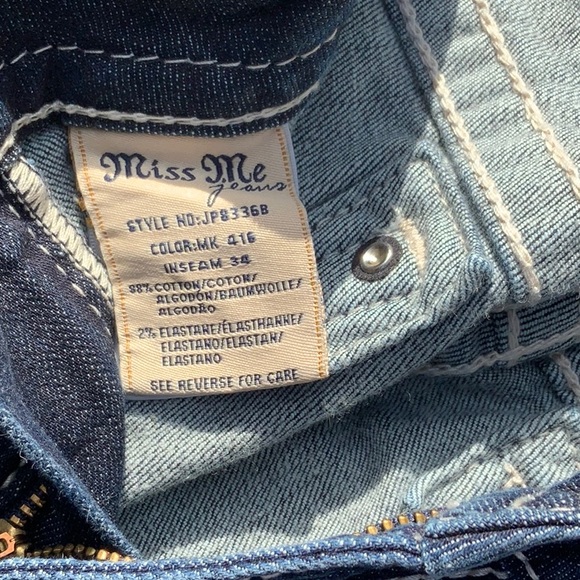 Miss Me
jeans
STYLE NO:JP8336B
COLOR:MK 416
INSEAM 34
98% COTTON/COTON/
ALGODÓN/BAUMWOLLE/
ALGODÃO
2% ELASTANE/ÉLASTHANNE/
ELASTANO/ELASTAN/
ELASTANO
SEE REVERSE FOR CARE